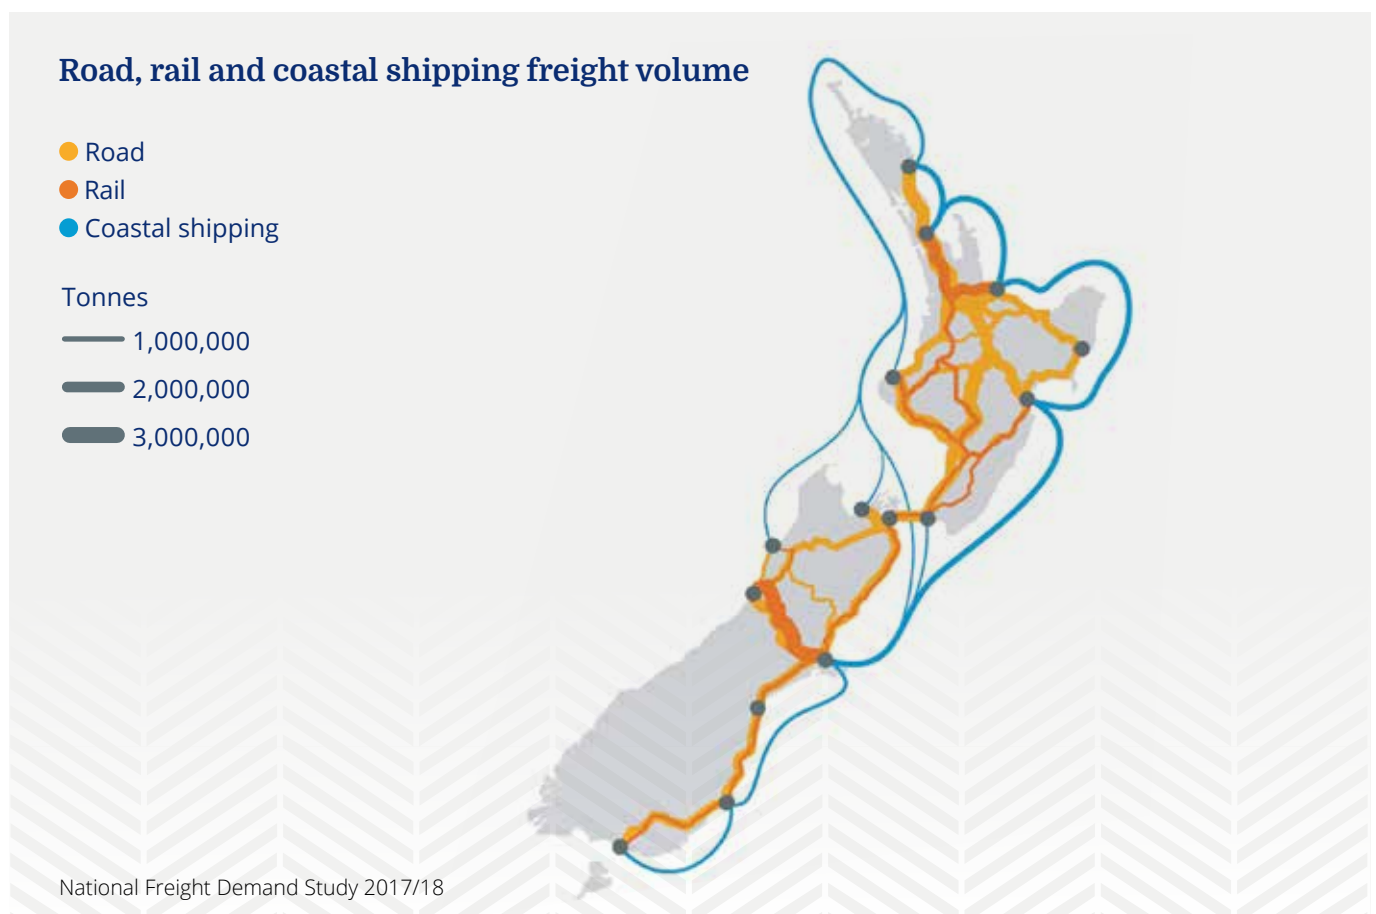 Road, rail and coastal shipping freight volume
Road
Rail
Coastal shipping
Tonnes
1,000,000
2,000,000
3,000,000
National Freight Demand Study 2017/18